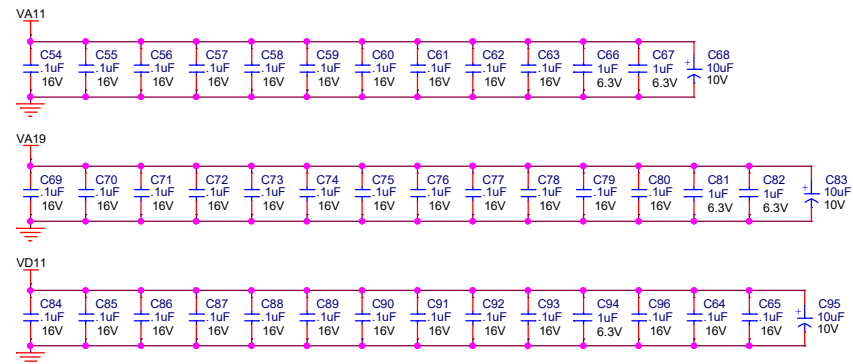 VA11
C54 C55 C56 C57 C58 C59 C60 C61 C62 C63 C66 C67 C68
.1uF .1uF .1uF .1uF .1uF .1uF .1uF .1uF .1uF .1uF 1uF 1uF + 10uF
16V 16V 16V 16V 16V 16V 16V 16V 16V 16V 6.3V 6.3V 10V
VA19
C69 C70 C71 C72 C73 C74 C75 C76 C77 C78 C79 C80 C81 C82 C83
.1uF .1uF .1uF .1uF .1uF .1uF .1uF .1uF .1uF .1uF .1uF .1uF 1uF 1uF + 10uF
16V 16V 16V 16V 16V 16V 16V 16V 16V 16V 16V 16V 6.3V 6.3V 10V
VD11
C84 C85 C86 C87 C88 C89 C90 C91 C92 C93 C94 C96 C64 C65 C95
.1uF .1uF .1uF .1uF .1uF .1uF .1uF .1uF .1uF .1uF 1uF .1uF .1uF .1uF + 10uF
16V 16V 16V 16V 16V 16V 16V 16V 16V 16V 6.3V 16V 16V 16V 10V